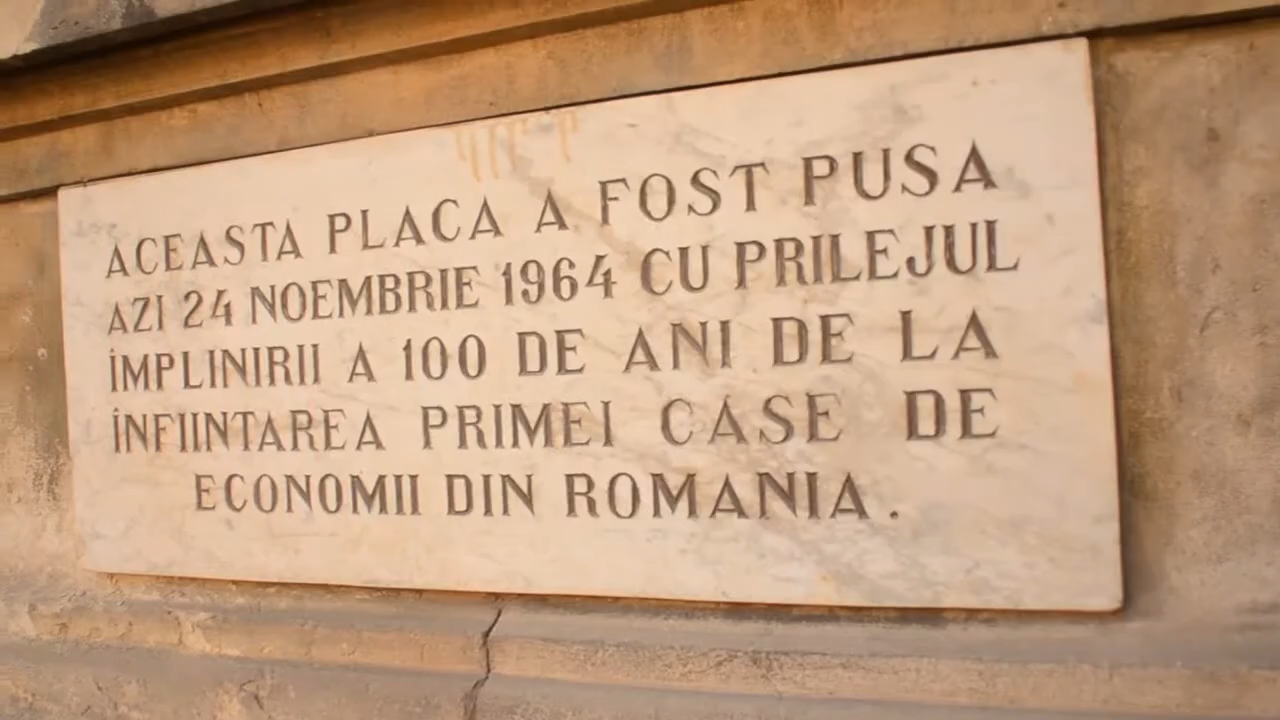 ACEASTA PLACA A FOST PUSA
AZI 24 NOEMBRIE 1964 CU PRILEJUL
ÎMPLINIRII A 100 DE ANI DE LA
ÎNFIINTAREA PRIMEI CASE DE
ECONOMII DIN ROMANIA.